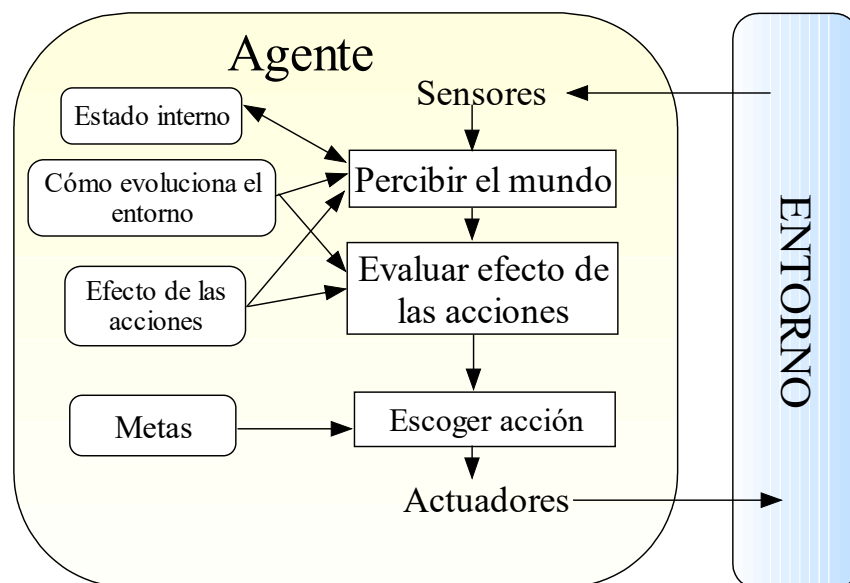 Agente
Sensores
Estado interno
Percibir el mundo
Cómo evoluciona el
entorno
Evaluar efecto de
las acciones
Efecto de las
acciones
Metas
Escoger acción
Actuadores
ENTORNO